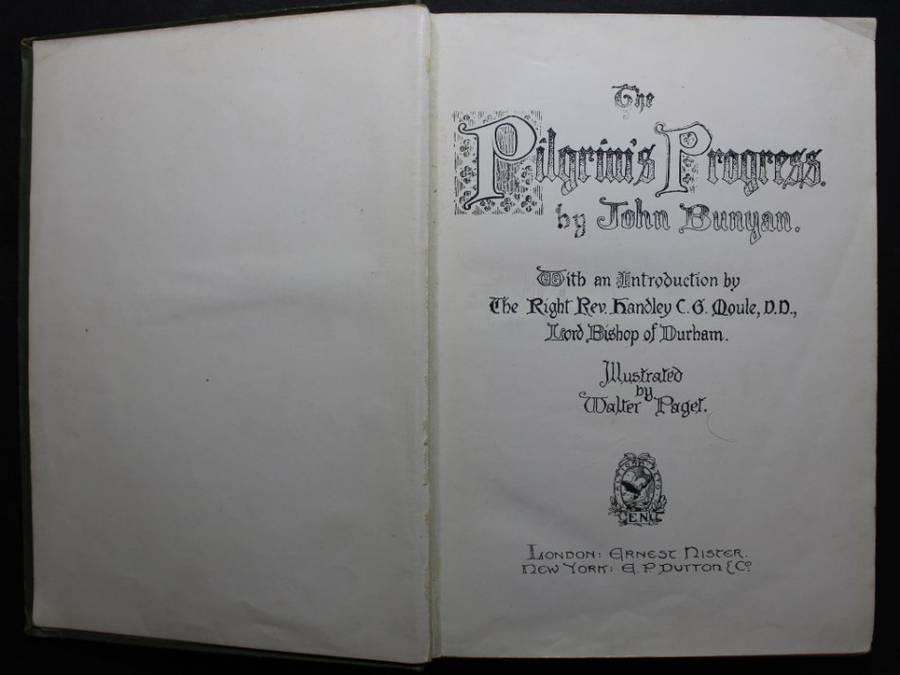 The
Pilgrim's Progress.
by John Bunyan.
With an Introduction by
The Right Rev. Handley C. G. Moule, D.D.,
Lord Bishop of Durham.
Illustrated
by
Walter Paget.
EN
London: Ernest Nister.
New York: E. P. Dutton & Co